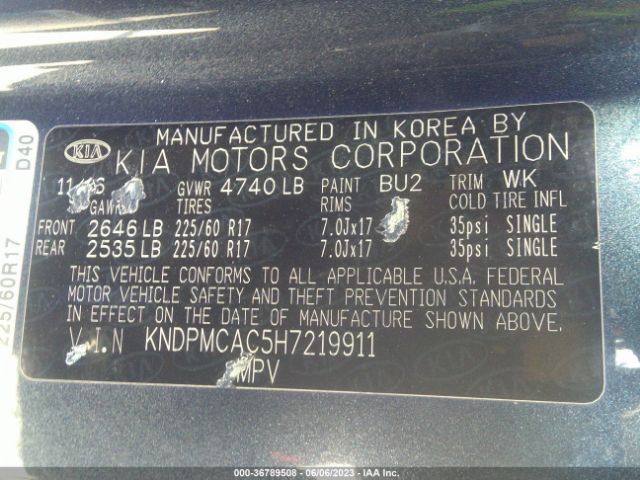 MANUFACTURED IN KOREA BY
KIA KIA MOTORS CORPORATION
GVWR 4740 LB PAINT BU2 TRIM WK
GAWR TIRES RIMS COLD TIRE INFL
FRONT 2646 LB 225/60 R17 7.0Jx17 35psi SINGLE
REAR 2535 LB 225/60 R17 7.0Jx17 35psi SINGLE
THIS VEHICLE CONFORMS TO ALL APPLICABLE U.S.A. FEDERAL
MOTOR VEHICLE SAFETY AND THEFT PREVENTION STANDARDS
IN EFFECT ON THE DATE OF MANUFACTURE SHOWN ABOVE.
V.I.N KNDPMCAC5H7219911
MPV
D40
225/60R17
000-36789508 - 06/06/2023 - IAA Inc.